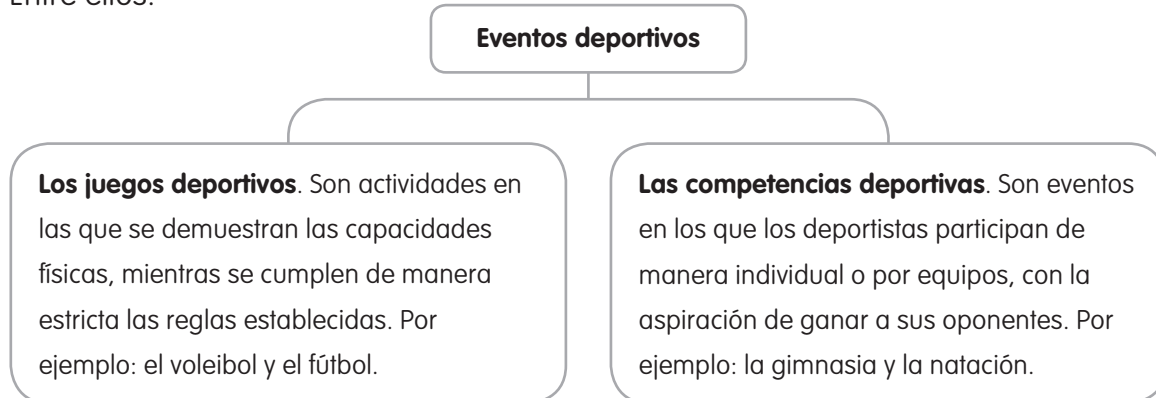 Entre ellos:
Eventos deportivos
Los juegos deportivos. Son actividades en
las que se demuestran las capacidades
físicas, mientras se cumplen de manera
estricta las reglas establecidas. Por
ejemplo: el voleibol y el fútbol.
Las competencias deportivas. Son eventos
en los que los deportistas participan de
manera individual o por equipos, con la
aspiración de ganar a sus oponentes. Por
ejemplo: la gimnasia y la natación.